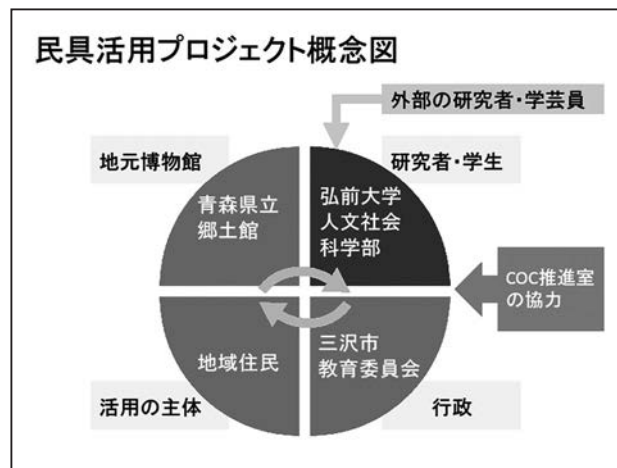 民具活用プロジェクト概念図
外部の研究者・学芸員
地元博物館
研究者・学生
青森県立
郷土館
弘前大学
人文社会
科学部
COC推進室
の協力
地域住民
三沢市
教育委員会
活用の主体
行政